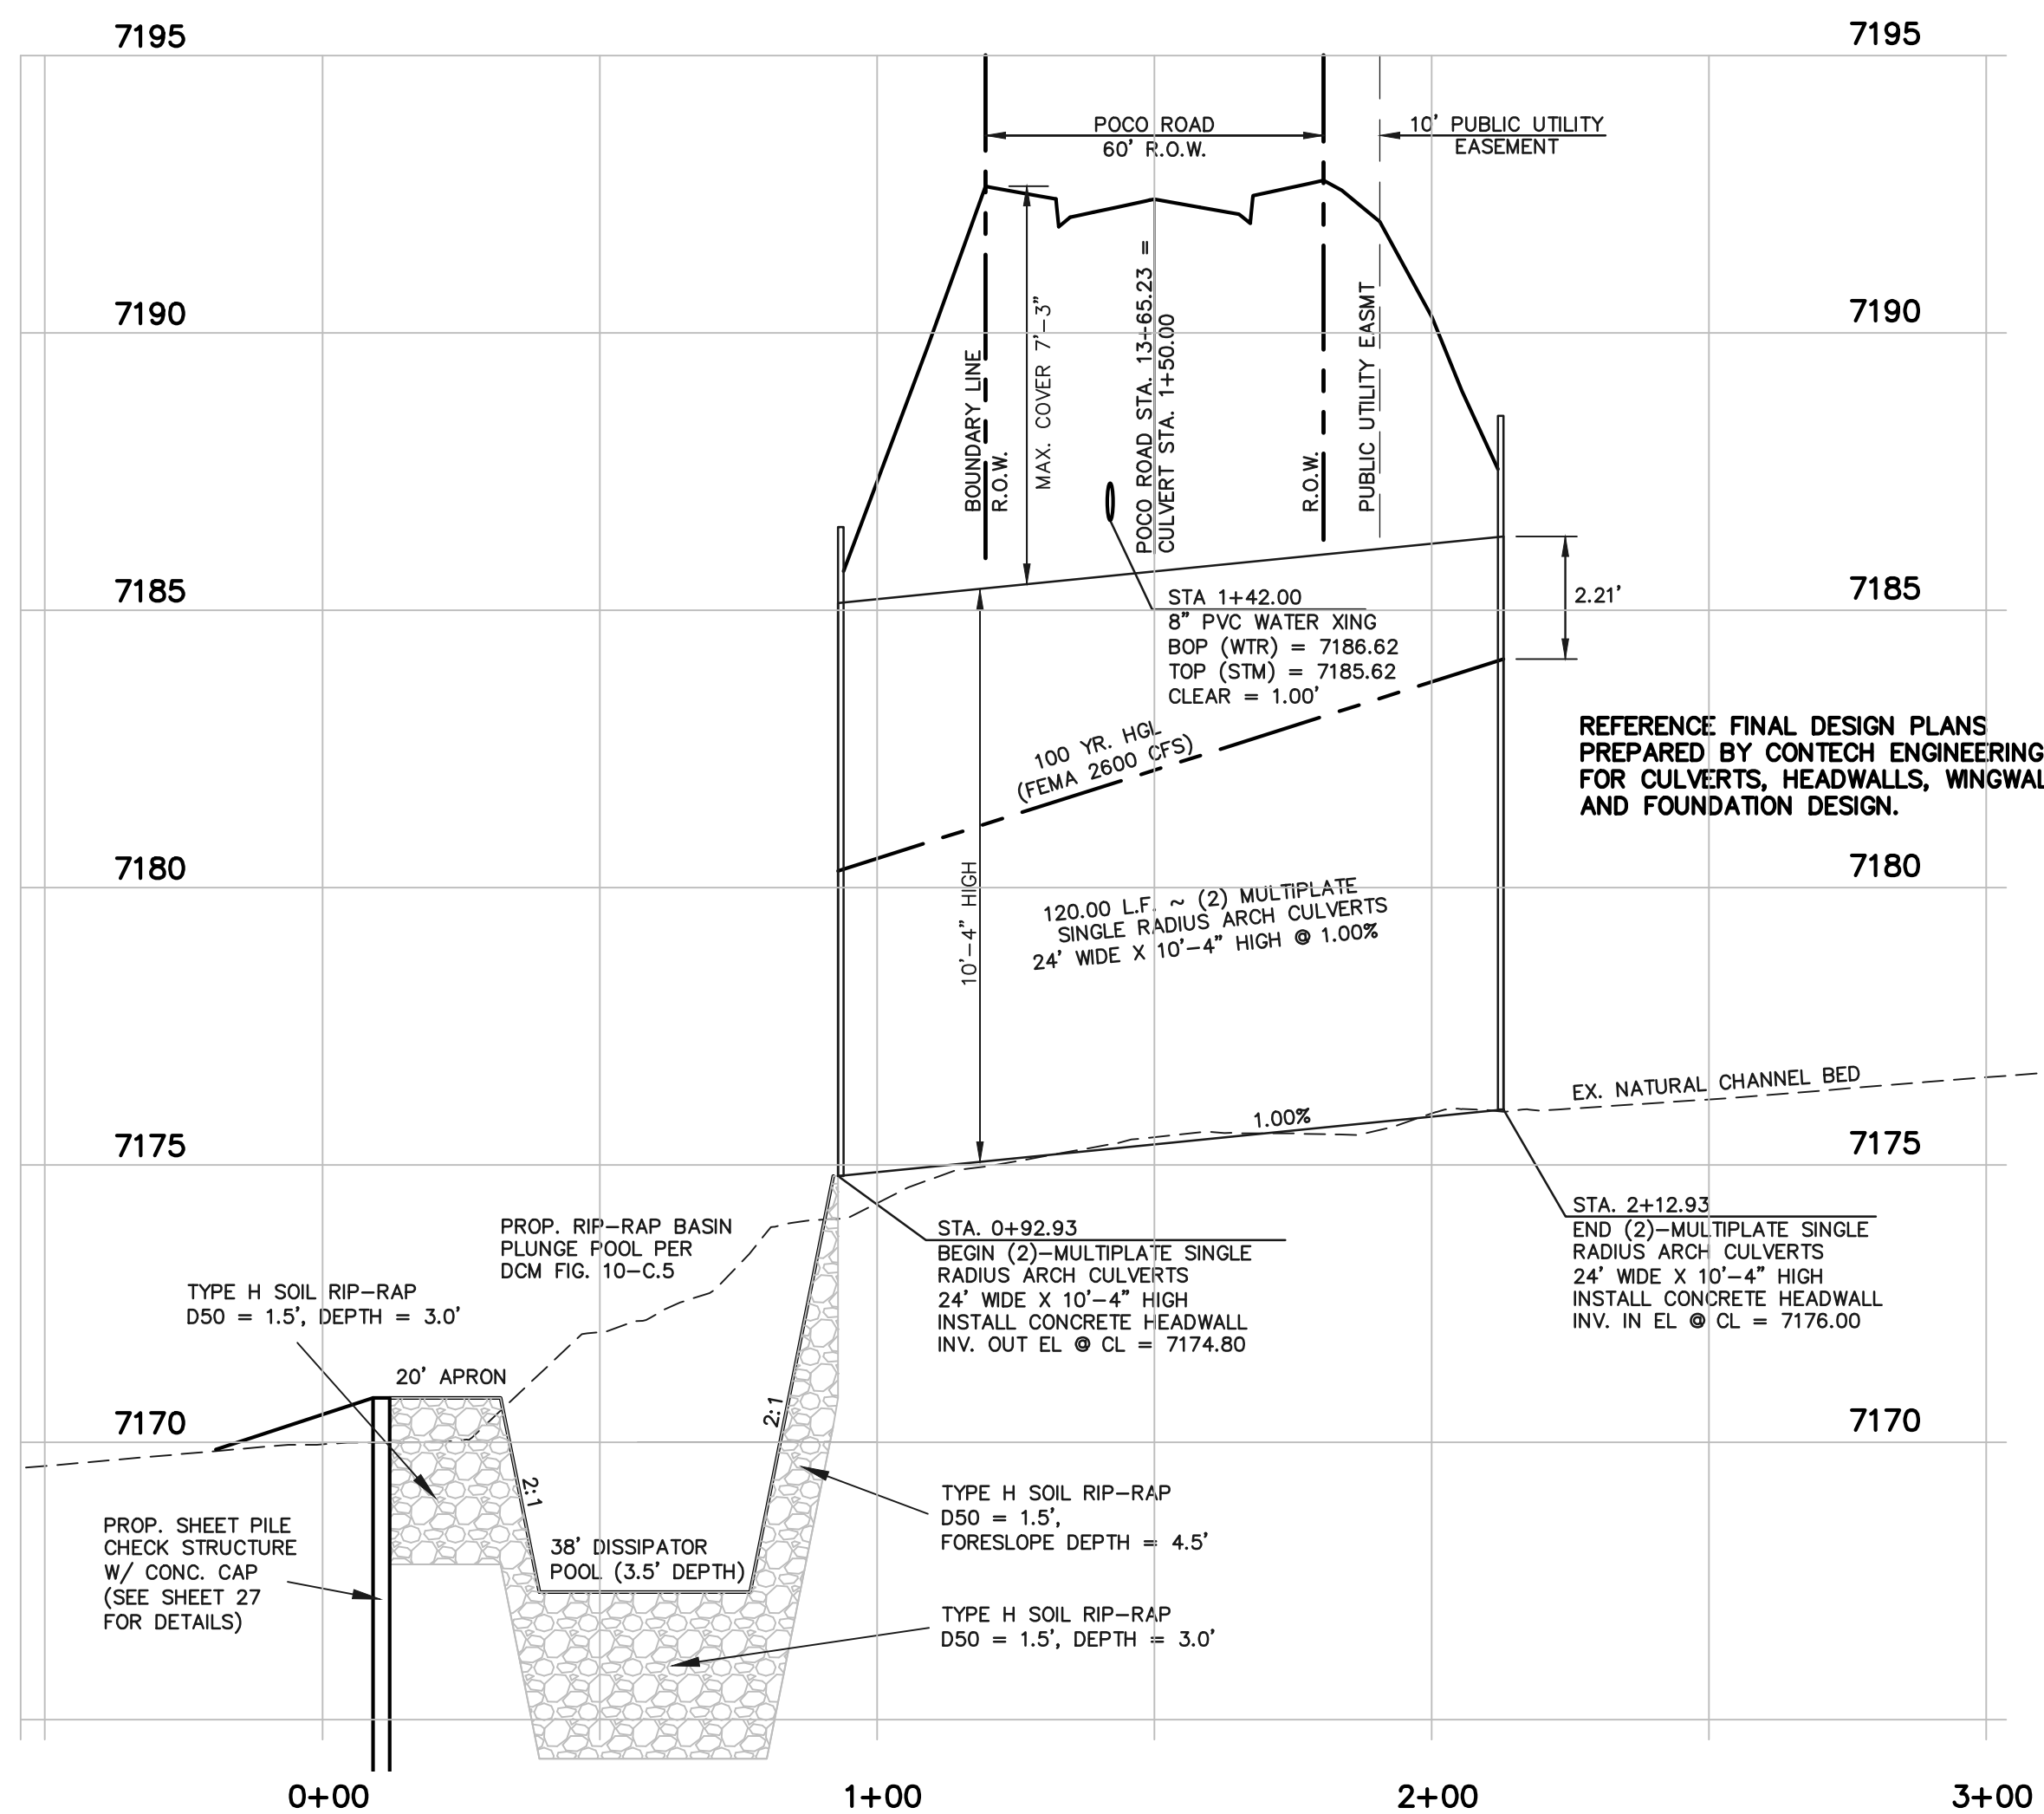 7195
7195
POCO ROAD
60' R.O.W.
10' PUBLIC UTILITY
EASEMENT
7190
7190
BOUNDARY LINE
R.O.W.
MAX. COVER 7'-3"
POCO ROAD STA. 13+65.23 =
CULVERT STA. 1+50.00
R.O.W.
PUBLIC UTILITY EASMT
7185
7185
STA 1+42.00
8" PVC WATER XING
BOP (WTR) = 7186.62
TOP (STM) = 7185.62
CLEAR = 1.00'
2.21'
100 YR. HGL
(FEMA 2600 CFS)
REFERENCE FINAL DESIGN PLANS
PREPARED BY CONTECH ENGINEERING
FOR CULVERTS, HEADWALLS, WINGWAL
AND FOUNDATION DESIGN.
7180
7180
10'-4" HIGH
120.00 L.F. ~ (2) MULTIPLATE
SINGLE RADIUS ARCH CULVERTS
24' WIDE X 10'-4" HIGH @ 1.00%
EX. NATURAL CHANNEL BED
1.00%
7175
7175
PROP. RIP-RAP BASIN
PLUNGE POOL PER
DCM FIG. 10-C.5
STA. 0+92.93
BEGIN (2)-MULTIPLATE SINGLE
RADIUS ARCH CULVERTS
24' WIDE X 10'-4" HIGH
INSTALL CONCRETE HEADWALL
INV. OUT EL @ CL = 7174.80
STA. 2+12.93
END (2)-MULTIPLATE SINGLE
RADIUS ARCH CULVERTS
24' WIDE X 10'-4" HIGH
INSTALL CONCRETE HEADWALL
INV. IN EL @ CL = 7176.00
TYPE H SOIL RIP-RAP
D50 = 1.5', DEPTH = 3.0'
20' APRON
7170
7170
2:1
2:1
TYPE H SOIL RIP-RAP
D50 = 1.5',
FORESLOPE DEPTH = 4.5'
PROP. SHEET PILE
CHECK STRUCTURE
W/ CONC. CAP
(SEE SHEET 27
FOR DETAILS)
38' DISSIPATOR
POOL (3.5' DEPTH)
TYPE H SOIL RIP-RAP
D50 = 1.5', DEPTH = 3.0'
0+00
1+00
2+00
3+00